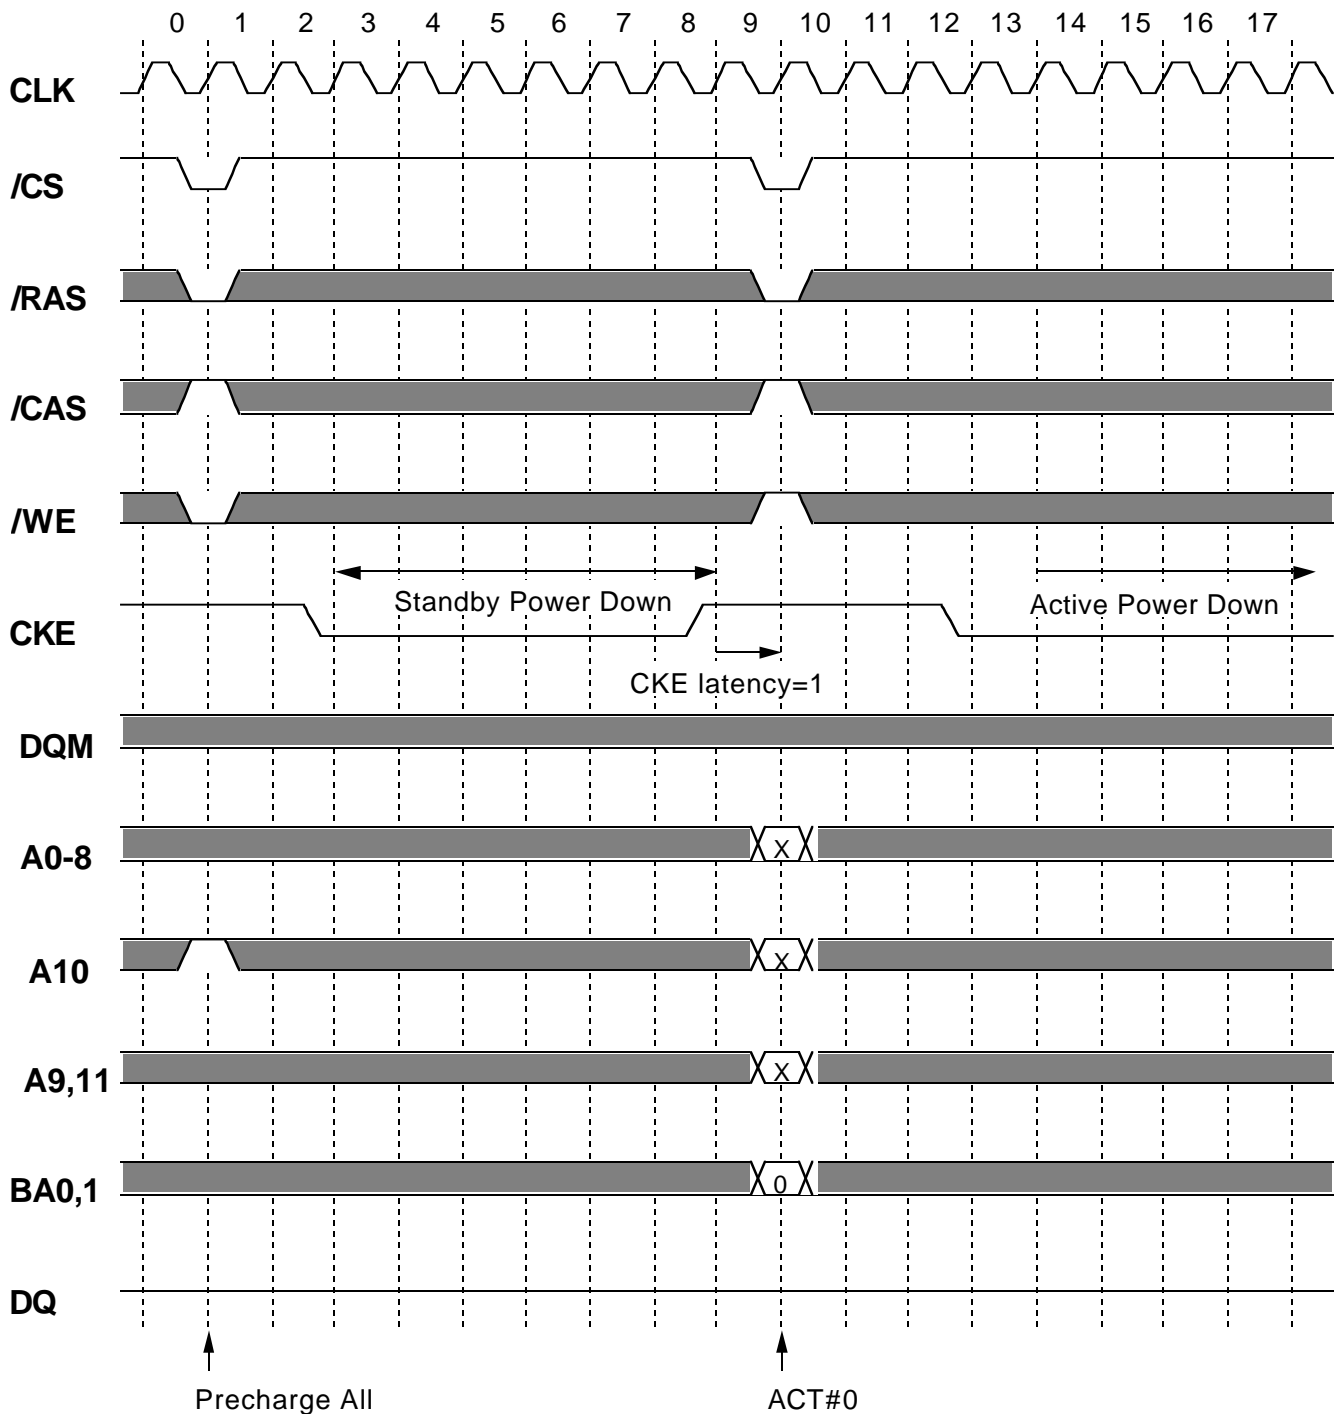 0 1 2 3 4 5 6 7 8 9 10 11 12 13 14 15 16 17
CLK
/CS
/RAS
/CAS
/WE
Standby Power Down
Active Power Down
CKE
CKE latency=1
DQM
A0-8 X
A10 X
A9,11 X
BA0,1 0
DQ
Precharge All ACT#0